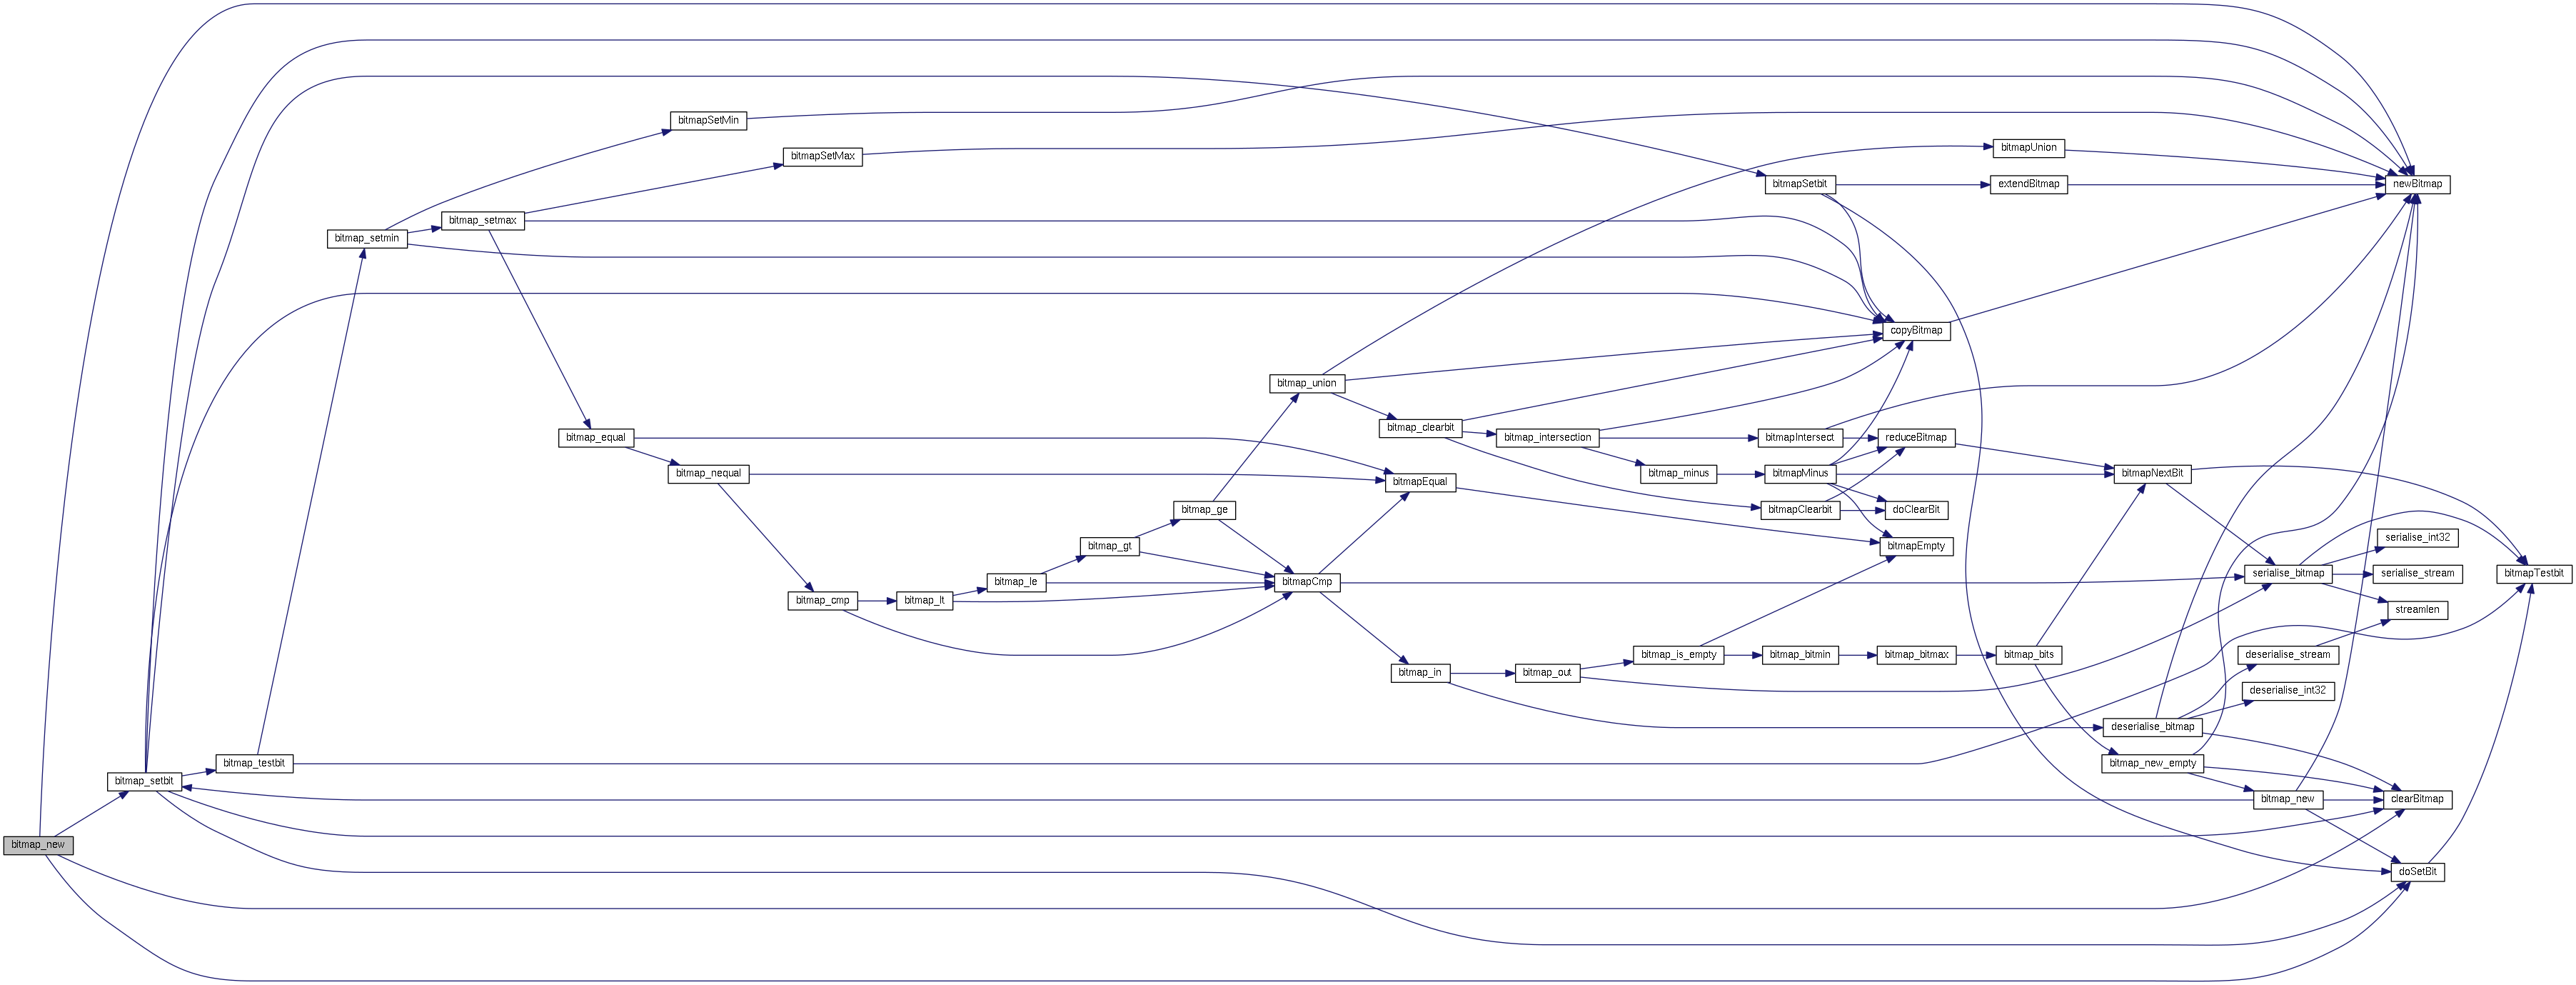 bitmapSetMin
bitmapSetMax
bitmapUnion
bitmapSetbit
extendBitmap
newBitmap
bitmap_setmax
bitmap_setmin
copyBitmap
bitmap_union
bitmap_clearbit
bitmap_equal
bitmap_intersection
bitmapIntersect
reduceBitmap
bitmap_nequal
bitmap_minus
bitmapMinus
bitmapNextBit
bitmapEqual
bitmap_ge
bitmapClearbit
doClearBit
serialise_int32
bitmap_gt
bitmapEmpty
bitmap_le
bitmapCmp
serialise_bitmap
serialise_stream
bitmapTestbit
bitmap_cmp
bitmap_lt
streamlen
bitmap_is_empty
bitmap_bitmin
bitmap_bitmax
bitmap_bits
deserialise_stream
bitmap_in
bitmap_out
deserialise_int32
deserialise_bitmap
bitmap_testbit
bitmap_new_empty
bitmap_setbit
bitmap_new
clearBitmap
bitmap_new
doSetBit